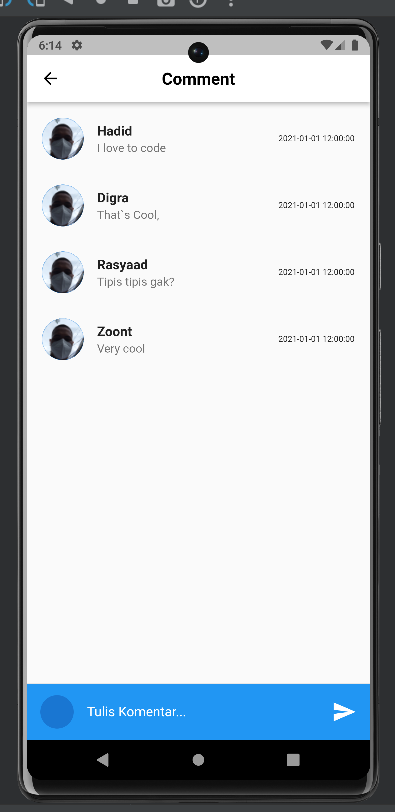 6:14
Comment
Hadid
I love to code
2021-01-01 12:00:00
Digra
That`s Cool,
2021-01-01 12:00:00
Rasyaad
Tipis tipis gak?
2021-01-01 12:00:00
Zoont
Very cool
2021-01-01 12:00:00
Tulis Komentar...